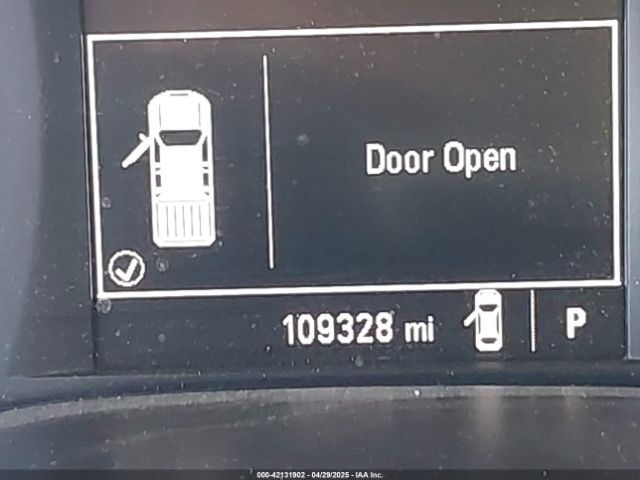 Door Open
109328 mi
P
000-42131902 - 04/29/2025 - IAA Inc.